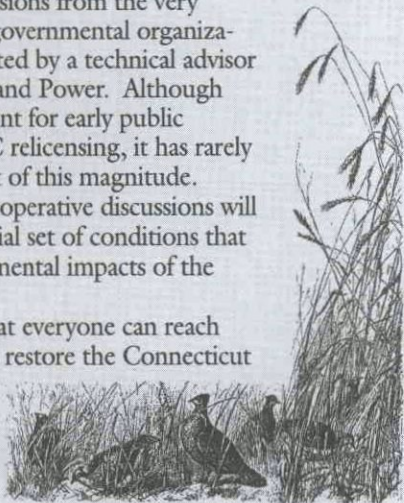 sions from the very
governmental organiza-
ted by a technical advisor
and Power. Although
nt for early public
C relicensing, it has rarely
t of this magnitude.
operative discussions will
ial set of conditions that
mental impacts of the
at everyone can reach
restore the Connecticut